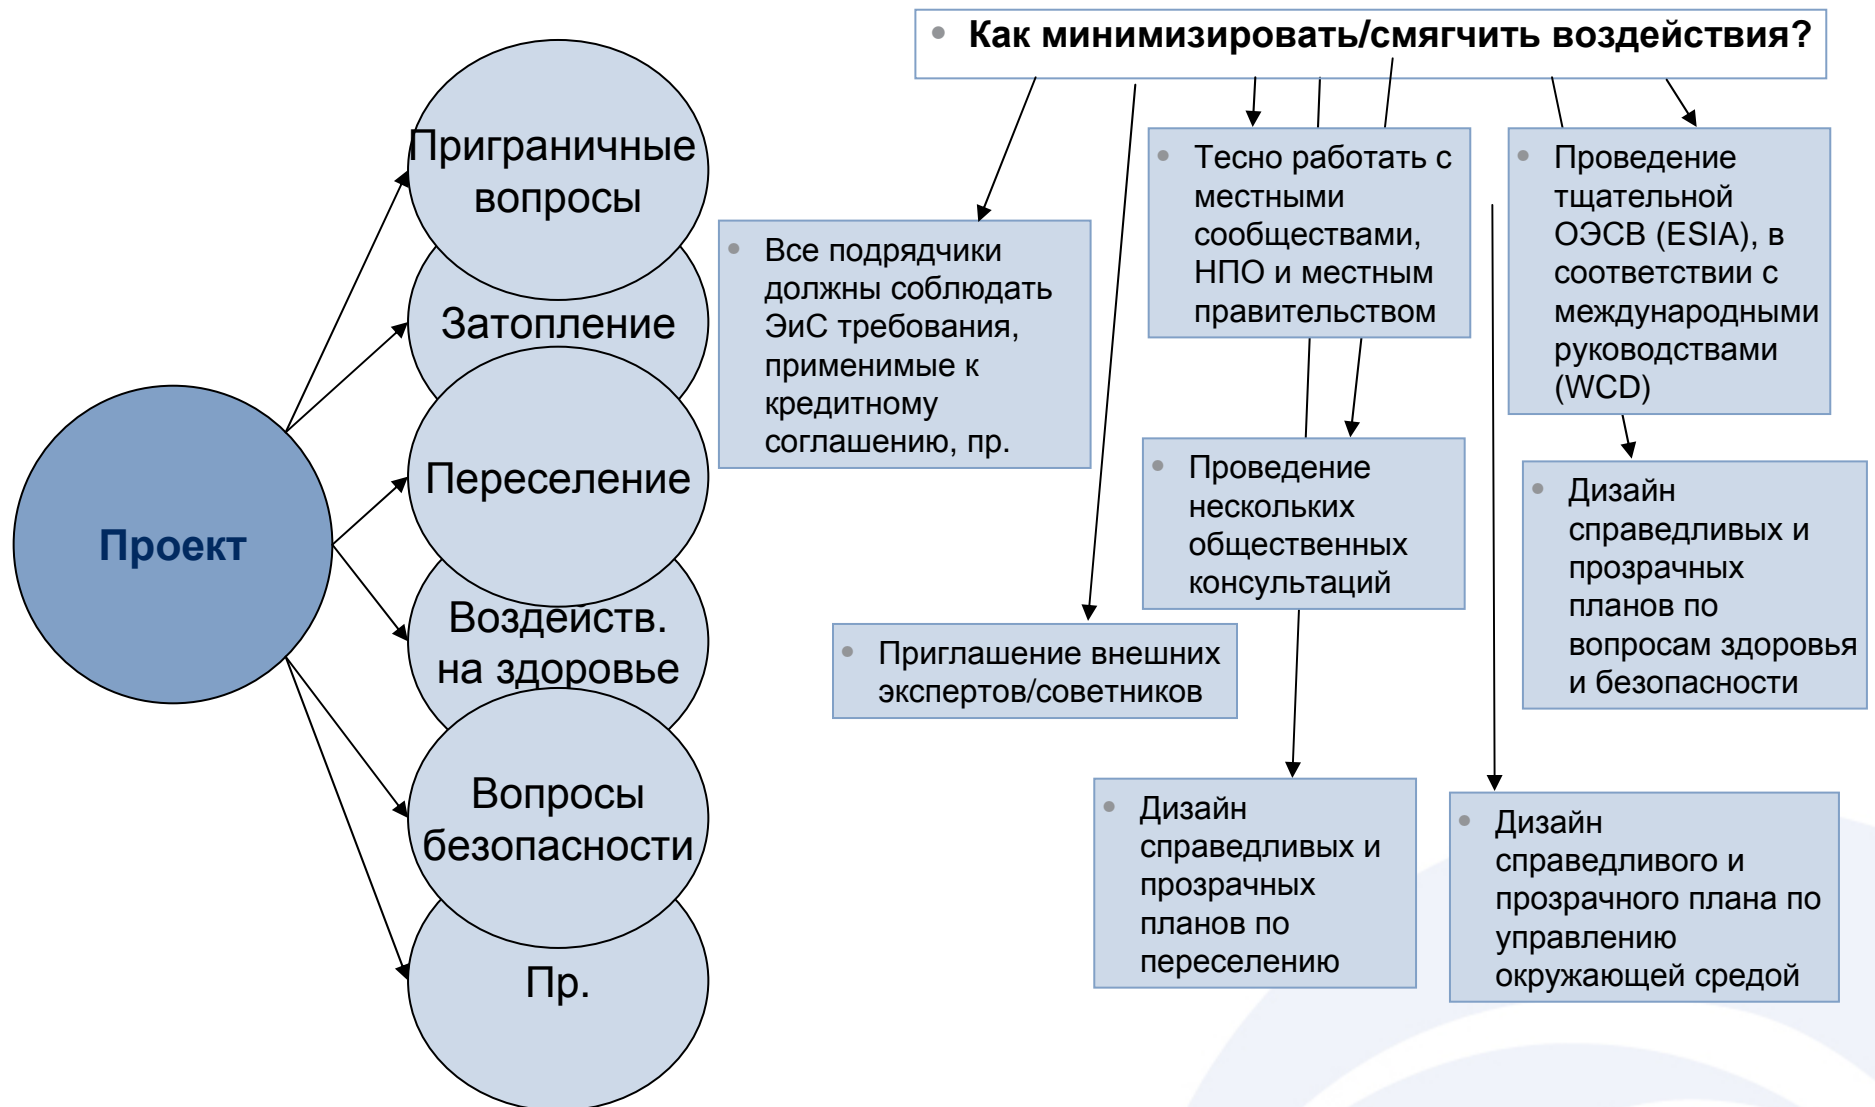 Проект
Приграничные
вопросы
Затопление
Переселение
Воздейств.
на здоровье
Вопросы
безопасности
Пр.
• Как минимизировать/смягчить воздействия?
• Все подрядчики
должны соблюдать
ЭиС требования,
применимые к
кредитному
соглашению, пр.
• Приглашение внешних
экспертов/советников
• Тесно работать с
местными
сообществами,
НПО и местным
правительством
• Проведение
нескольких
общественных
консультаций
• Дизайн
справедливых и
прозрачных
планов по
переселению
• Проведение
тщательной
ОЭСВ (ESIA), в
соответствии с
международными
руководствами
(WCD)
• Дизайн
справедливых и
прозрачных
планов по
вопросам здоровья
и безопасности
• Дизайн
справедливого и
прозрачного плана по
управлению
окружающей средой